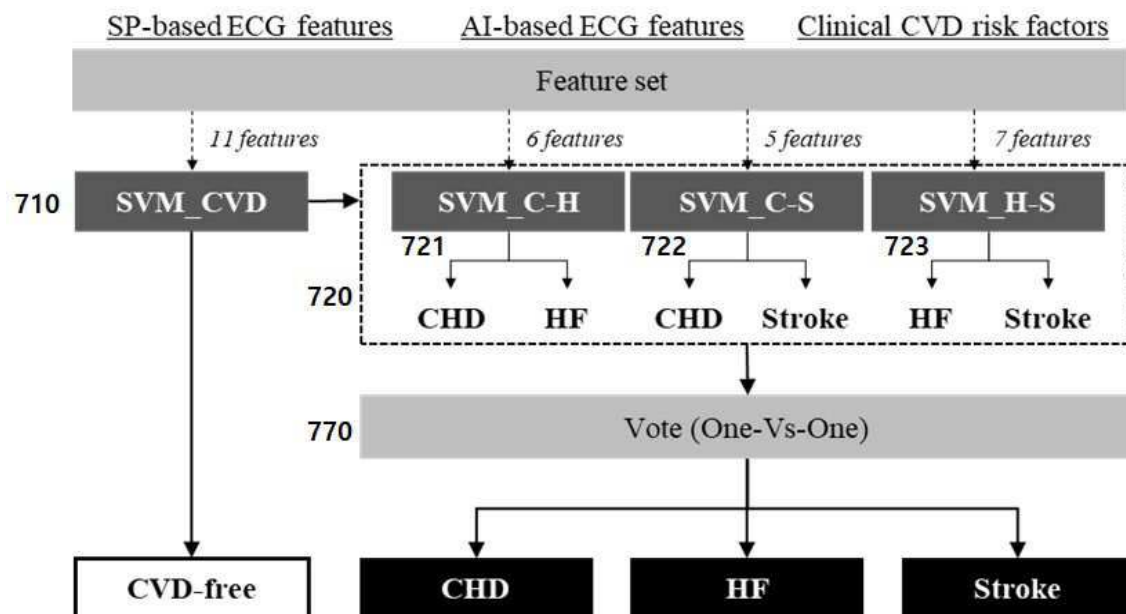 SP-based ECG features AI-based ECG features Clinical CVD risk factors
Feature set
11 features 6 features 5 features 7 features
710 SVM_CVD SVM_C-H SVM_C-S SVM_H-S
721 722 723
720
CHD HF CHD Stroke HF Stroke
770 Vote (One-Vs-One)
CVD-free CHD HF Stroke